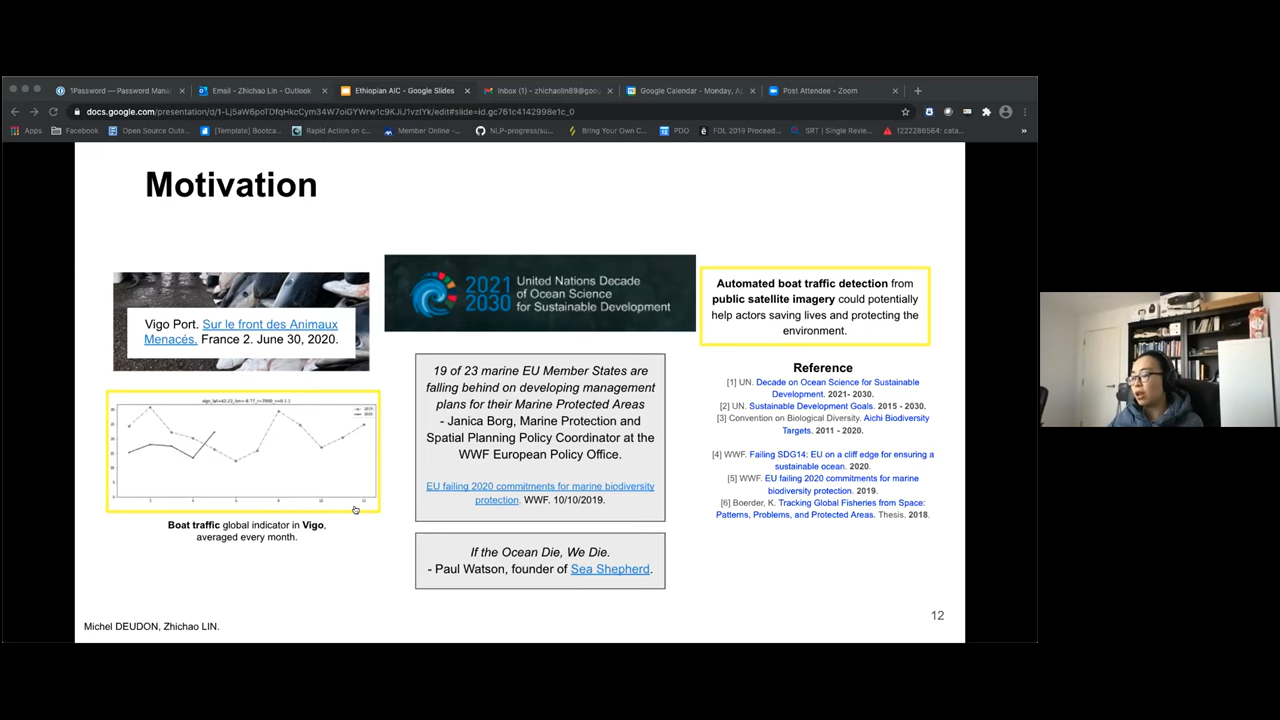 1Password — Password Mana
Email - Zhichao Lin - Outlook
Ethiopian AIC - Google Slides
Google Calendar - Monday, A
Post Attendee - Zoom
docs.google.com
Apps
Facebook
Open Source Outs...
[Template] Bootca...
Rapid Action on c...
Member Online -...
NLP-progress/su...
Bring Your Own C...
PDO
FDL 2019 Proceed...
SRT | Single Revie...
Motivation
Vigo Port. Sur le front des Animaux
Menacés. France 2. June 30, 2020.
Boat traffic global indicator in Vigo,
averaged every month.
2021
2030
United Nations Decade
of Ocean Science
for Sustainable Development
19 of 23 marine EU Member States are
falling behind on developing management
plans for their Marine Protected Areas
- Janica Borg, Marine Protection and
Spatial Planning Policy Coordinator at the
WWF European Policy Office.
EU failing 2020 commitments for marine biodiversity
protection. WWF. 10/10/2019.
If the Ocean Die, We Die.
- Paul Watson, founder of Sea Shepherd.
Automated boat traffic detection from
public satellite imagery could potentially
help actors saving lives and protecting the
environment.
Reference
[1] UN. Decade on Ocean Science for Sustainable
Development. 2021- 2030.
[2] UN. Sustainable Development Goals. 2015 - 2030.
[3] Convention on Biological Diversity. Aichi Biodiversity
Targets. 2011 - 2020.
[4] WWF. Failing SDG14: EU on a cliff edge for ensuring a
sustainable ocean. 2020.
[5] WWF. EU failing 2020 commitments for marine
biodiversity protection. 2019.
[6] Boerder, K. Tracking Global Fisheries from Space:
Patterns, Problems, and Protected Areas. Thesis. 2018.
Michel DEUDON, Zhichao LIN.
12